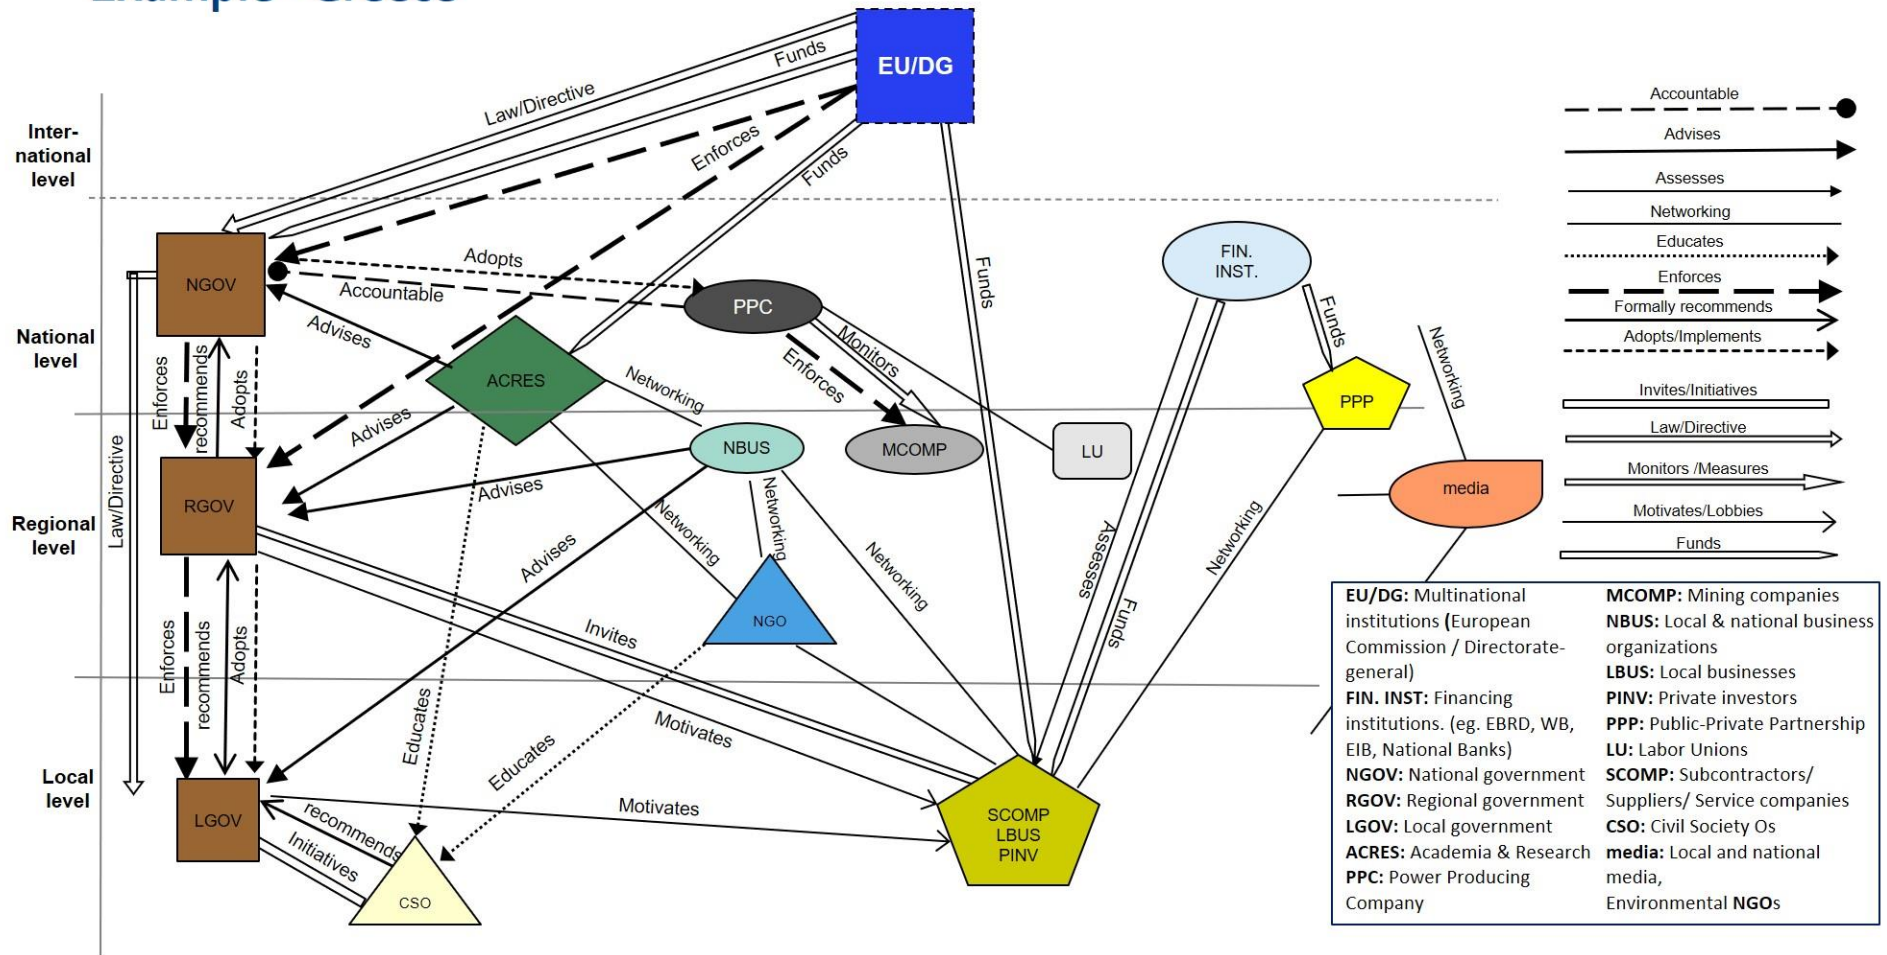 EU/DG
Funds
Law/Directive
Enforces
Funds
Inter-
national
level
Accountable
Advises
Assesses
Networking
Educates
Enforces
Formally recommends
Adopts/Implements
Invites/Initiatives
Law/Directive
Monitors /Measures
Motivates/Lobbies
Funds
NGOV
Adopts
Accountable
PPC
Funds
FIN.
INST.
Funds
Networking
National
level
Advises
Monitors
Enforces
ACRES
Networking
PPP
Enforces
recommends
Adopts
Advises
NBUS
MCOMP
LU
media
Law/Directive
Regional
level
RGOV
Advises
Networking
Networking
Advises
Networking
Assesses
Funds
Networking
NGO
Invites
Enforces
recommends
Adopts
Educates
Motivates
Educates
Local
level
LGOV
recommends
Initiatives
Motivates
CSO
SCOMP
LBUS
PINV
EU/DG: Multinational
institutions (European
Commission / Directorate-
general)
FIN. INST: Financing
institutions. (eg. EBRD, WB,
EIB, National Banks)
NGOV: National government
RGOV: Regional government
LGOV: Local government
ACRES: Academia & Research
PPC: Power Producing
Company
MCOMP: Mining companies
NBUS: Local & national business
organizations
LBUS: Local businesses
PINV: Private investors
PPP: Public-Private Partnership
LU: Labor Unions
SCOMP: Subcontractors/
Suppliers/ Service companies
CSO: Civil Society Os
media: Local and national
media,
Environmental NGOs